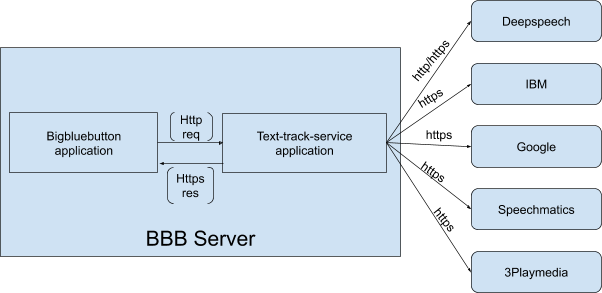 Deepspeech
http/https
IBM
https
Http
req
Bigbluebutton
application
Text-track-service
application
https
Google
Https
res
https
Speechmatics
https
BBB Server
3Playmedia